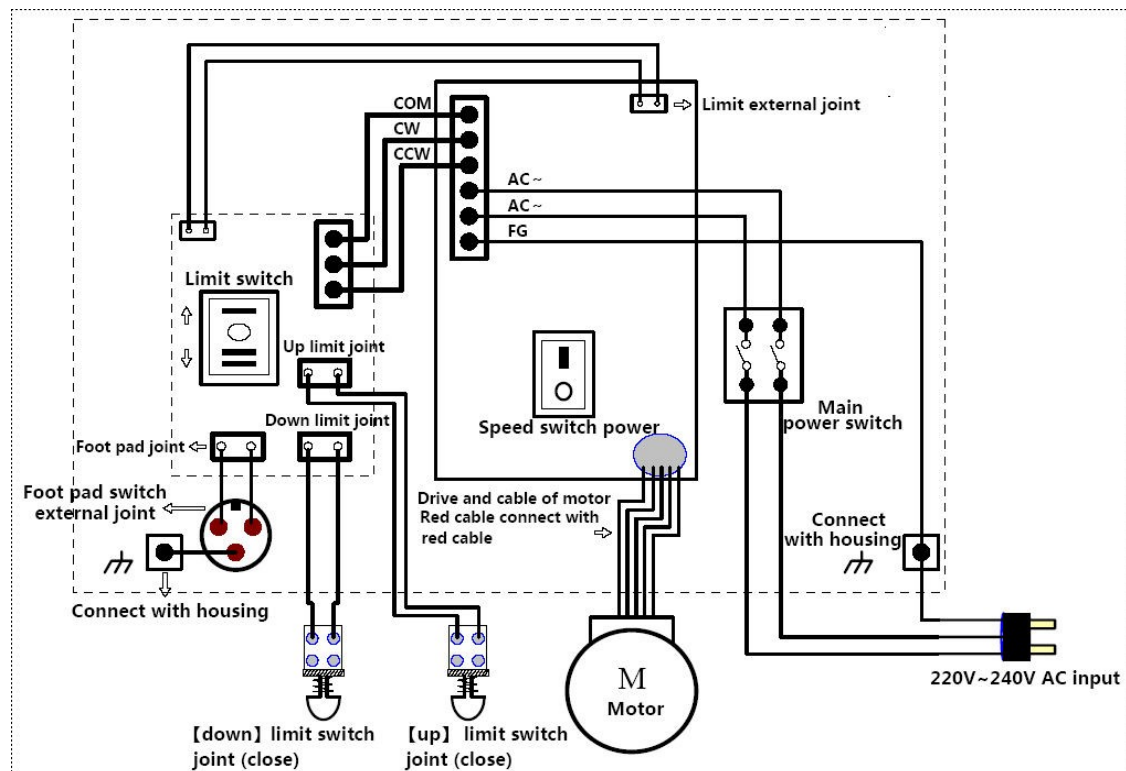 COM
CW
CCW
AC~
AC~
FG
Limit external joint
Limit switch
Up limit joint
Down limit joint
Foot pad joint
Foot pad switch
external joint
Connect with housing
Speed switch power
Main
power switch
Drive and cable of motor
Red cable connect with
red cable
Connect
with housing
M
Motor
220V~240V AC input
【down】limit switch
joint (close)
【up】 limit switch
joint (close)